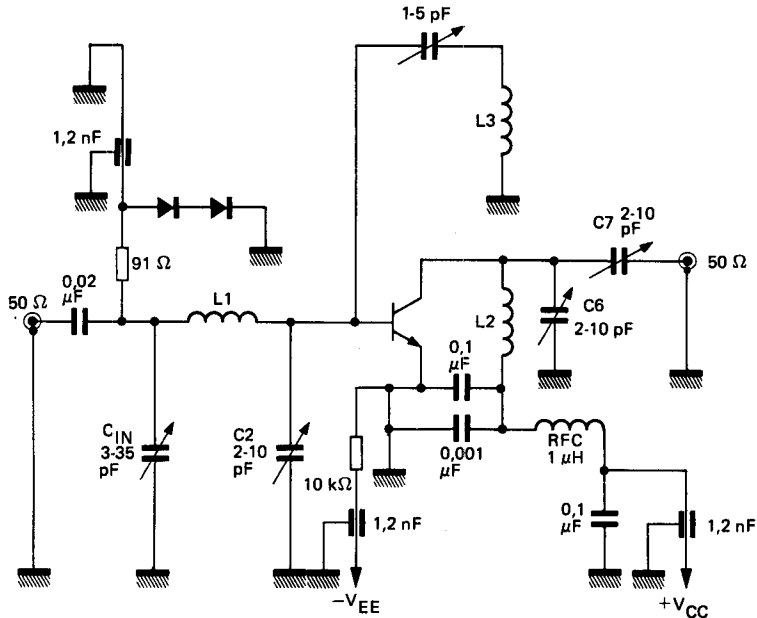 1-5 pF
L3
1,2 nF
91 Ω
0,02
μF
50 Ω
L1
C7 2-10
pF
50 Ω
L2
C6
2-10 pF
0,1
μF
CIN
3-35
pF
C2
2-10
pF
0,001
μF
RFC
1 μH
10 kΩ
1,2 nF
0,1
μF
1,2 nF
−VEE
+VCC